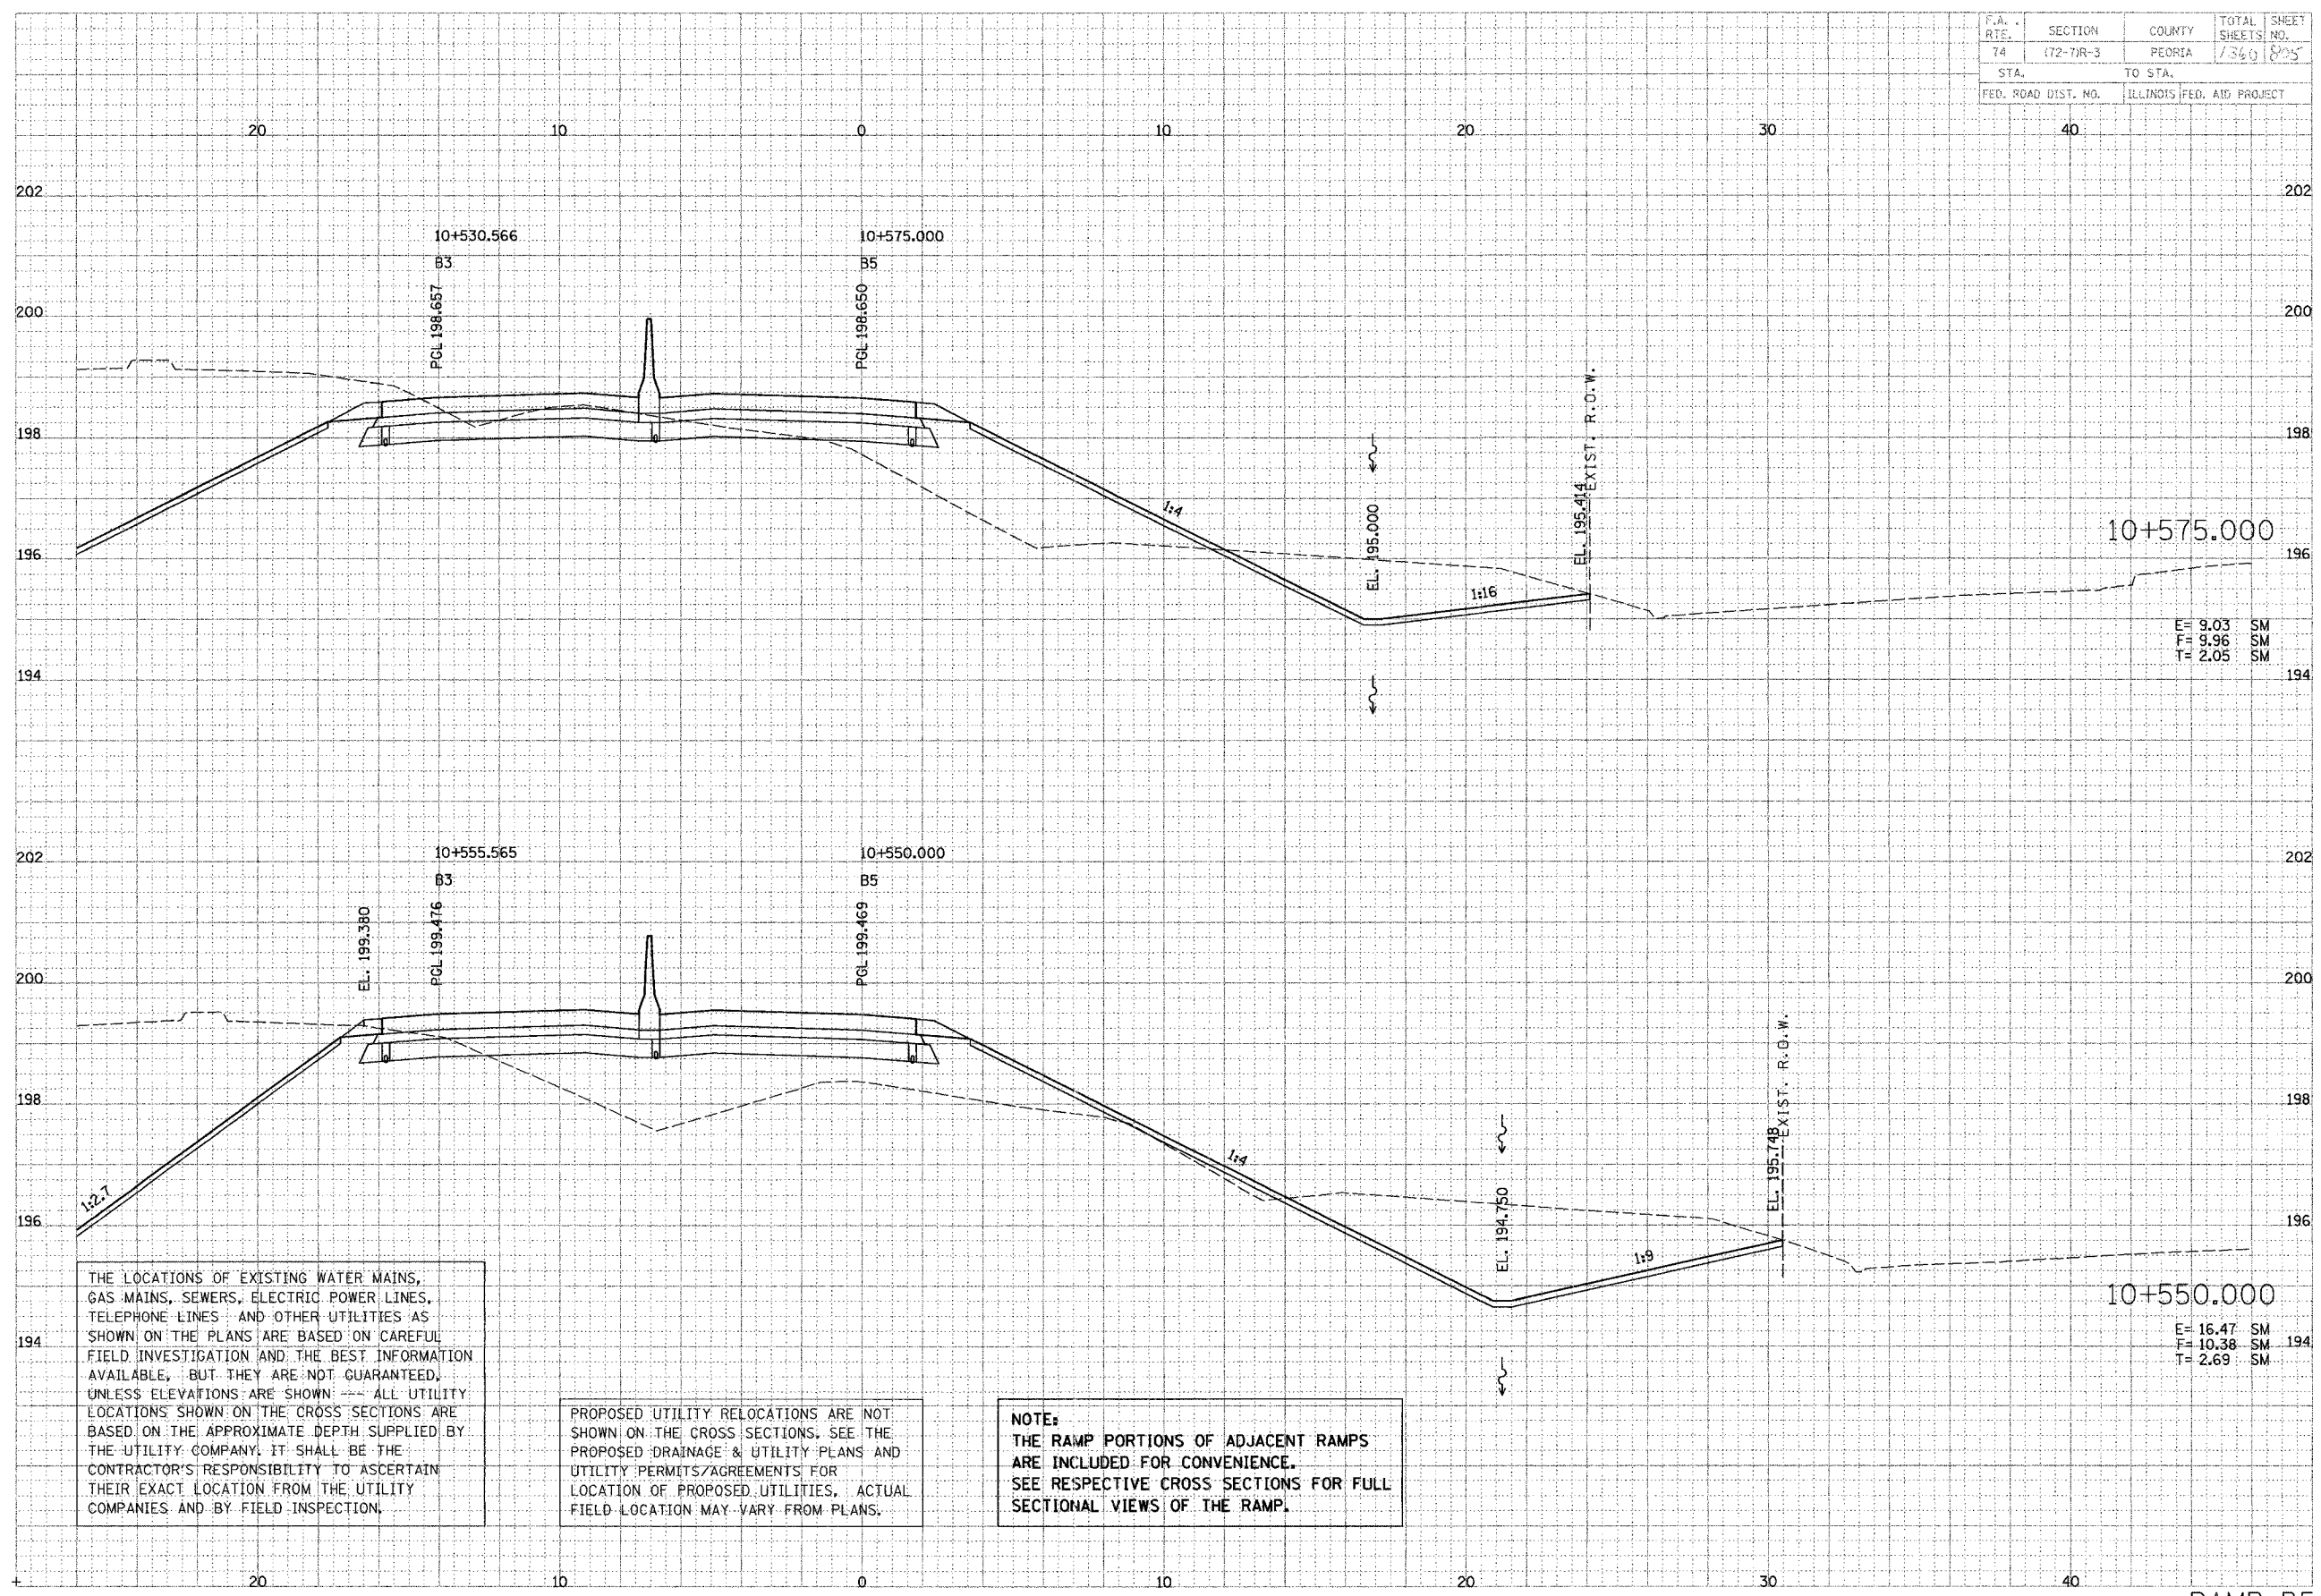 F.A. RTE. SECTION COUNTY TOTAL SHEETS SHEET NO.
74 (72-7)R-3 PEORIA 1360 805
STA. TO STA.
FED. ROAD DIST. NO. ILLINOIS FED. AID PROJECT
20 10 0 10 20 30 40
202 202
10+530.566 10+575.000
B3 B5
PGL 198.657 PGL 198.650
200 200
EXIST. R.O.W.
198 198
EL. 195.414
1:4
EL. 195.000
10+575.000
196 196
1:16
E= 9.03 SM
F= 9.96 SM
T= 2.05 SM
194 194
202 202
10+555.565 10+550.000
B3 B5
EL. 199.380 PGL 199.476 PGL 199.469
200 200
EXIST. R.O.W.
198 198
EL. 195.748
1:4
1:2.7
EL. 194.750
196 196
1:9
10+550.000
E= 16.47 SM
F= 10.38 SM
T= 2.69 SM
194 194
THE LOCATIONS OF EXISTING WATER MAINS,
GAS MAINS, SEWERS, ELECTRIC POWER LINES,
TELEPHONE LINES AND OTHER UTILITIES AS
SHOWN ON THE PLANS ARE BASED ON CAREFUL
FIELD INVESTIGATION AND THE BEST INFORMATION
AVAILABLE, BUT THEY ARE NOT GUARANTEED.
UNLESS ELEVATIONS ARE SHOWN --- ALL UTILITY
LOCATIONS SHOWN ON THE CROSS SECTIONS ARE
BASED ON THE APPROXIMATE DEPTH SUPPLIED BY
THE UTILITY COMPANY. IT SHALL BE THE
CONTRACTOR'S RESPONSIBILITY TO ASCERTAIN
THEIR EXACT LOCATION FROM THE UTILITY
COMPANIES AND BY FIELD INSPECTION.
PROPOSED UTILITY RELOCATIONS ARE NOT
SHOWN ON THE CROSS SECTIONS. SEE THE
PROPOSED DRAINAGE & UTILITY PLANS AND
UTILITY PERMITS/AGREEMENTS FOR
LOCATION OF PROPOSED UTILITIES, ACTUAL
FIELD LOCATION MAY VARY FROM PLANS.
NOTE:
THE RAMP PORTIONS OF ADJACENT RAMPS
ARE INCLUDED FOR CONVENIENCE.
SEE RESPECTIVE CROSS SECTIONS FOR FULL
SECTIONAL VIEWS OF THE RAMP.
20 10 0 10 20 30 40